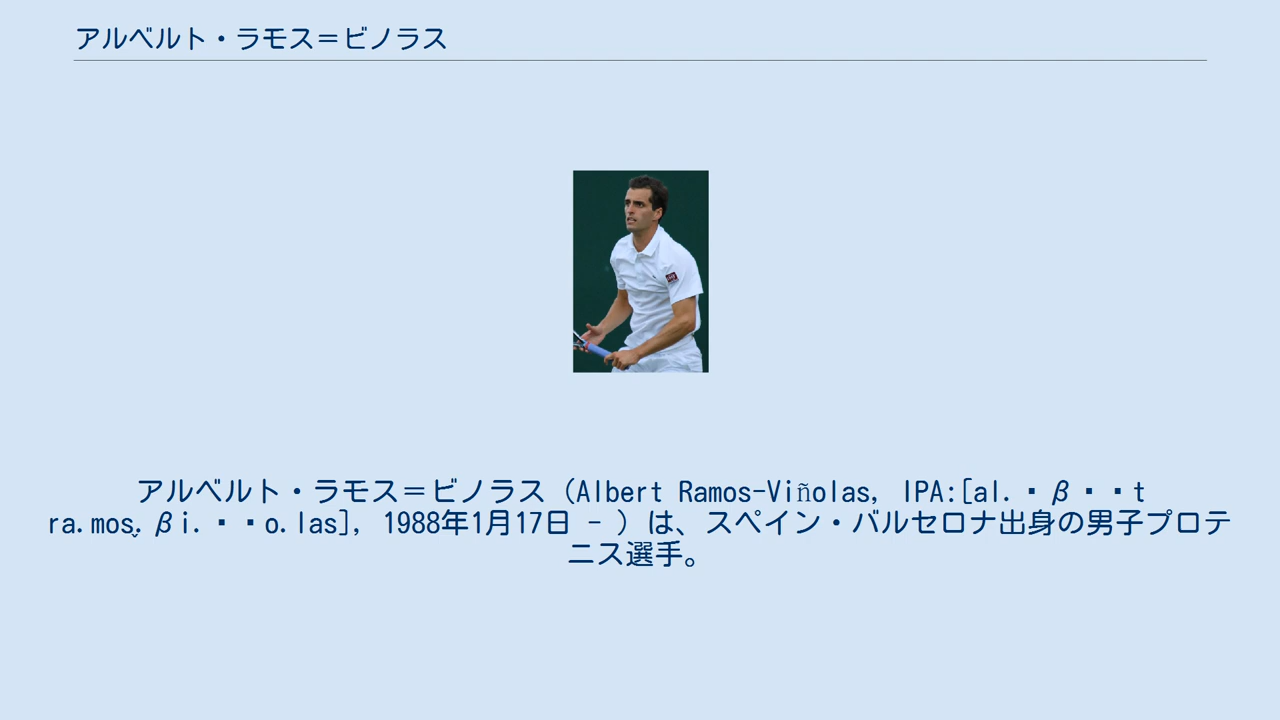 アルベルト・ラモス＝ビノラス
アルベルト・ラモス＝ビノラス（Albert Ramos-Viñolas, IPA:[al.▪β▪▪t
ra.mos̬.βi.▪▪o.las], 1988年1月17日 - ）は、スペイン・バルセロナ出身の男子プロテ
ニス選手。